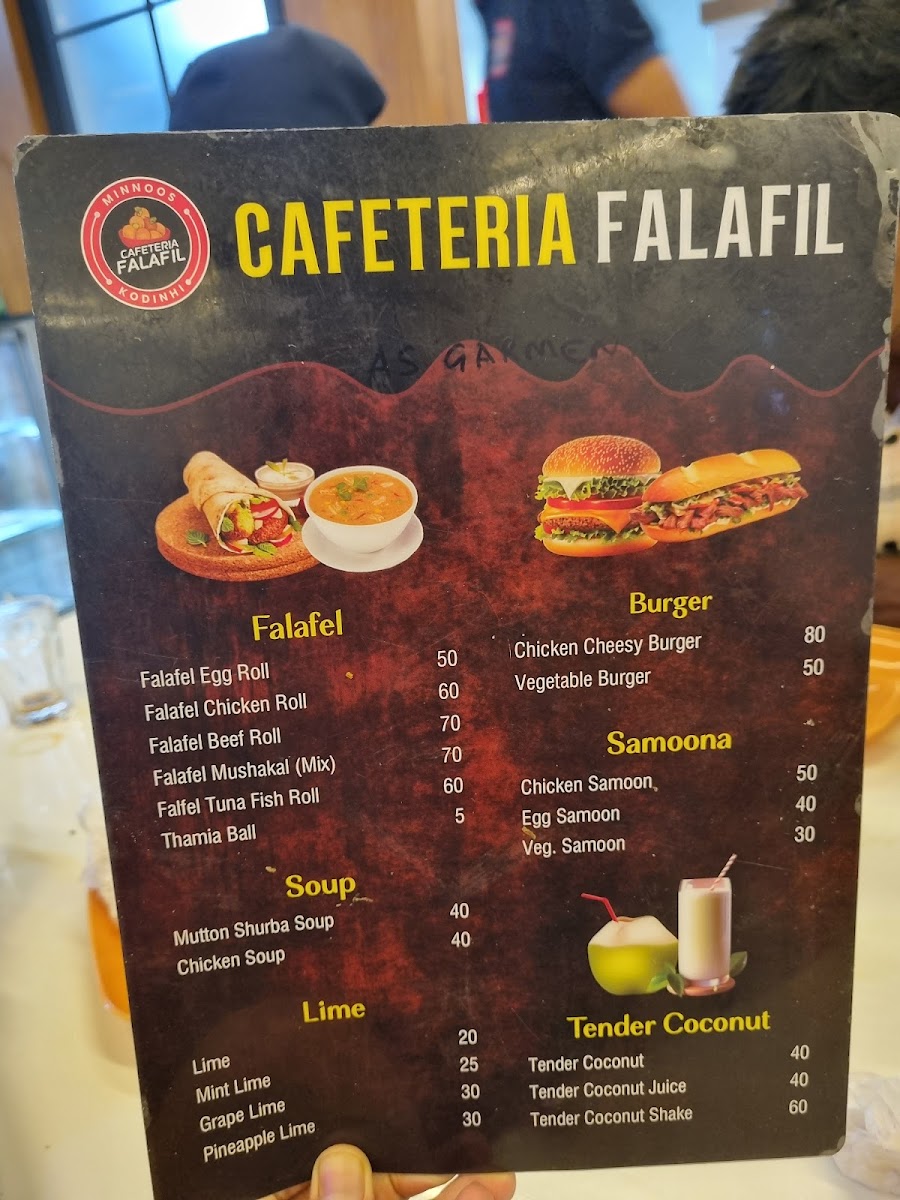 MINNOOS
CAFETERIA
FALAFIL
KODINHI
CAFETERIA FALAFIL
AS GARMEN
Falafel
Falafel Egg Roll 50
Falafel Chicken Roll 60
Falafel Beef Roll 70
Falafel Mushakal (Mix) 70
Falfel Tuna Fish Roll 60
Thamia Ball 5
Soup
Mutton Shurba Soup 40
Chicken Soup 40
Lime
Lime 20
Mint Lime 25
Grape Lime 30
Pineapple Lime 30
Burger
Chicken Cheesy Burger 80
Vegetable Burger 50
Samoona
Chicken Samoon 50
Egg Samoon 40
Veg. Samoon 30
Tender Coconut
Tender Coconut 40
Tender Coconut Juice 40
Tender Coconut Shake 60